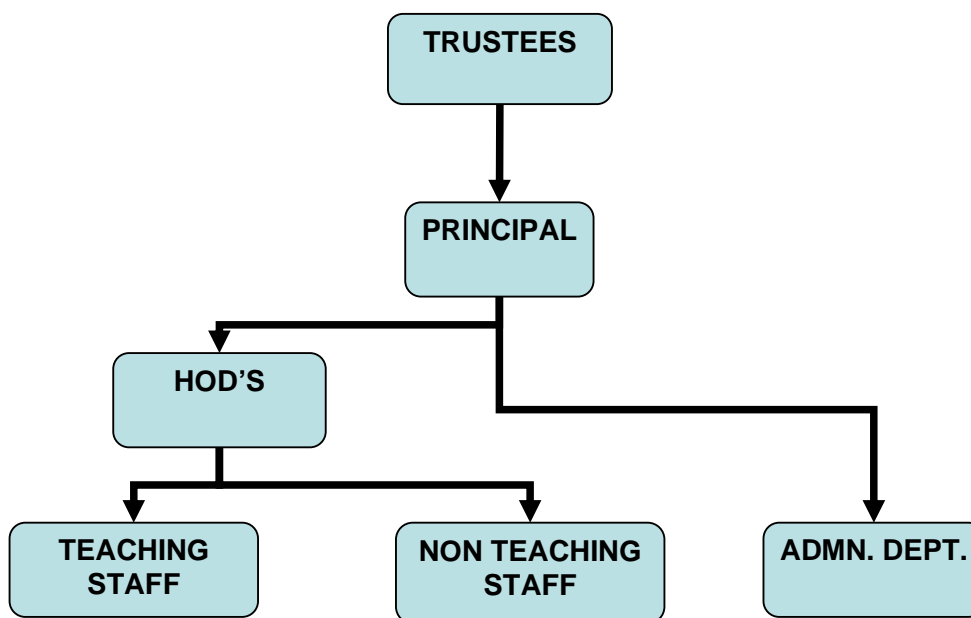 TRUSTEES
PRINCIPAL
HOD’S
TEACHING
STAFF
NON TEACHING
STAFF
ADMN. DEPT.